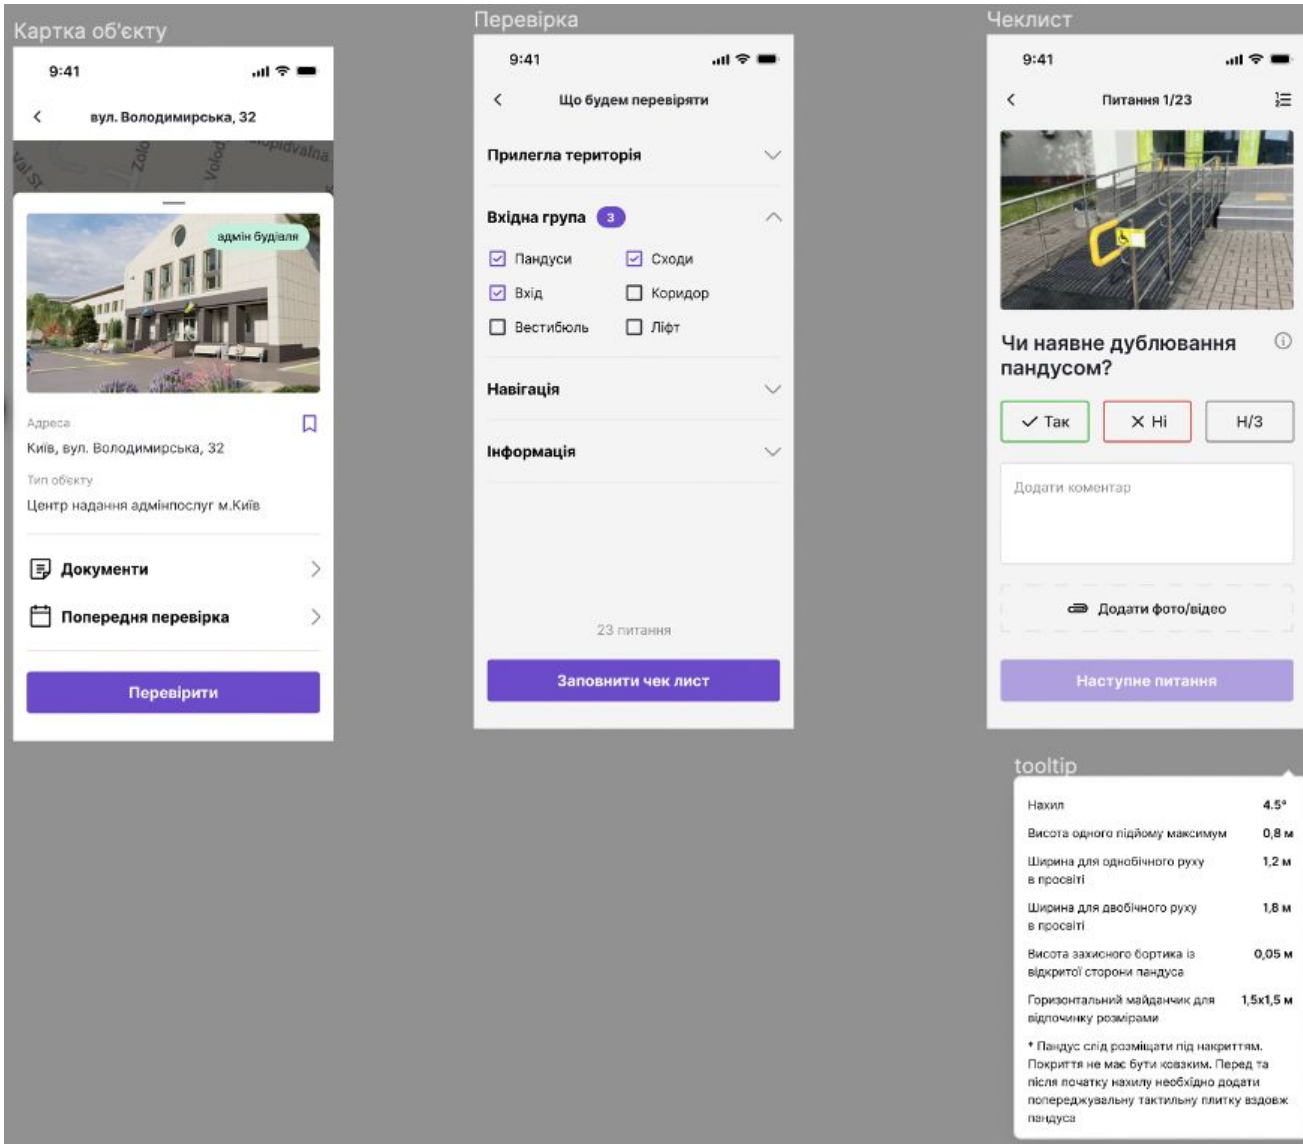 Картка об'єкту
9:41
вул. Володимирська, 32
Val St
Zolo
Volod
opidvalna
адмін будівля
Адреса
Київ, вул. Володимирська, 32
Тип об'єкту
Центр надання адмінпослуг м.Київ
Документи
Попередня перевірка
Перевірити
Перевірка
9:41
Що будем перевіряти
Прилегла територія
Вхідна група 3
Пандуси Сходи
Вхід Коридор
Вестибюль Ліфт
Навігація
Інформація
23 питання
Заповнити чек лист
Чеклист
9:41
Питання 1/23
Чи наявне дублювання
пандусом?
Так Ні Н/З
Додати коментар
Додати фото/відео
Наступне питання
tooltip
Нахил 4.5°
Висота одного підйому максимум 0,8 м
Ширина для однобічного руху 1,2 м
в просвіті
Ширина для двобічного руху 1,8 м
в просвіті
Висота захисного бортика із 0,05 м
відкритої сторони пандуса
Горизонтальний майданчик для 1,5х1,5 м
відпочинку розмірами
* Пандус слід розміщати під накриттям.
Покриття не має бути ковзким. Перед та
після початку нахилу необхідно додати
попереджувальну тактильну плитку вздовж
пандуса